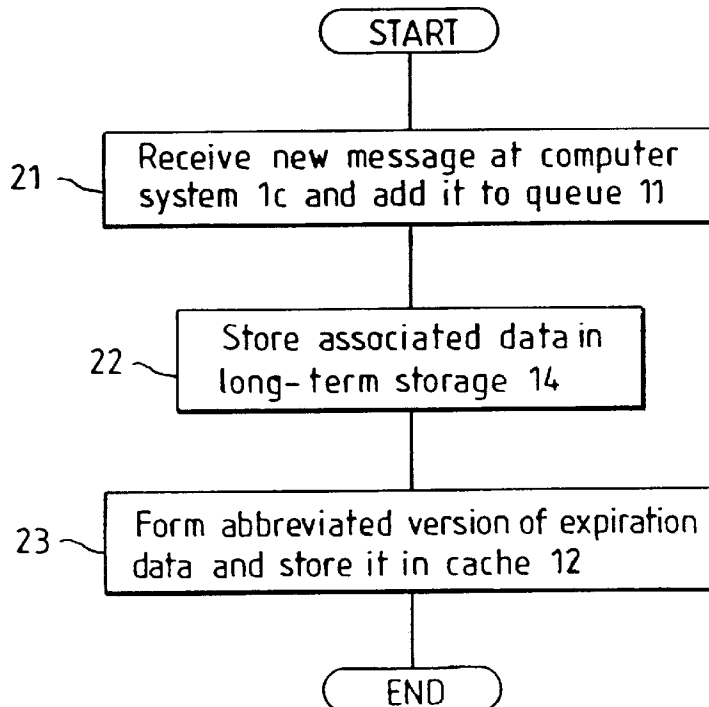 START
21
Receive new message at computer
system 1c and add it to queue 11
22
Store associated data in
long-term storage 14
23
Form abbreviated version of expiration
data and store it in cache 12
END